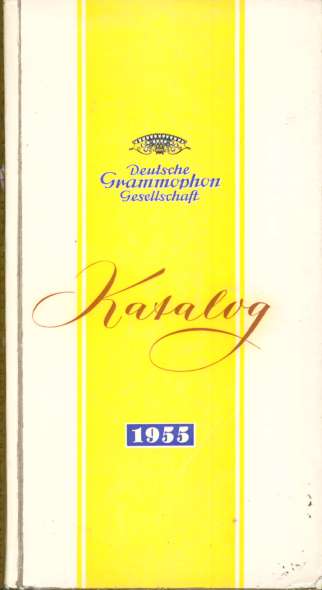 Deutsche
Grammophon
Gesellschaft
Katalog
1955